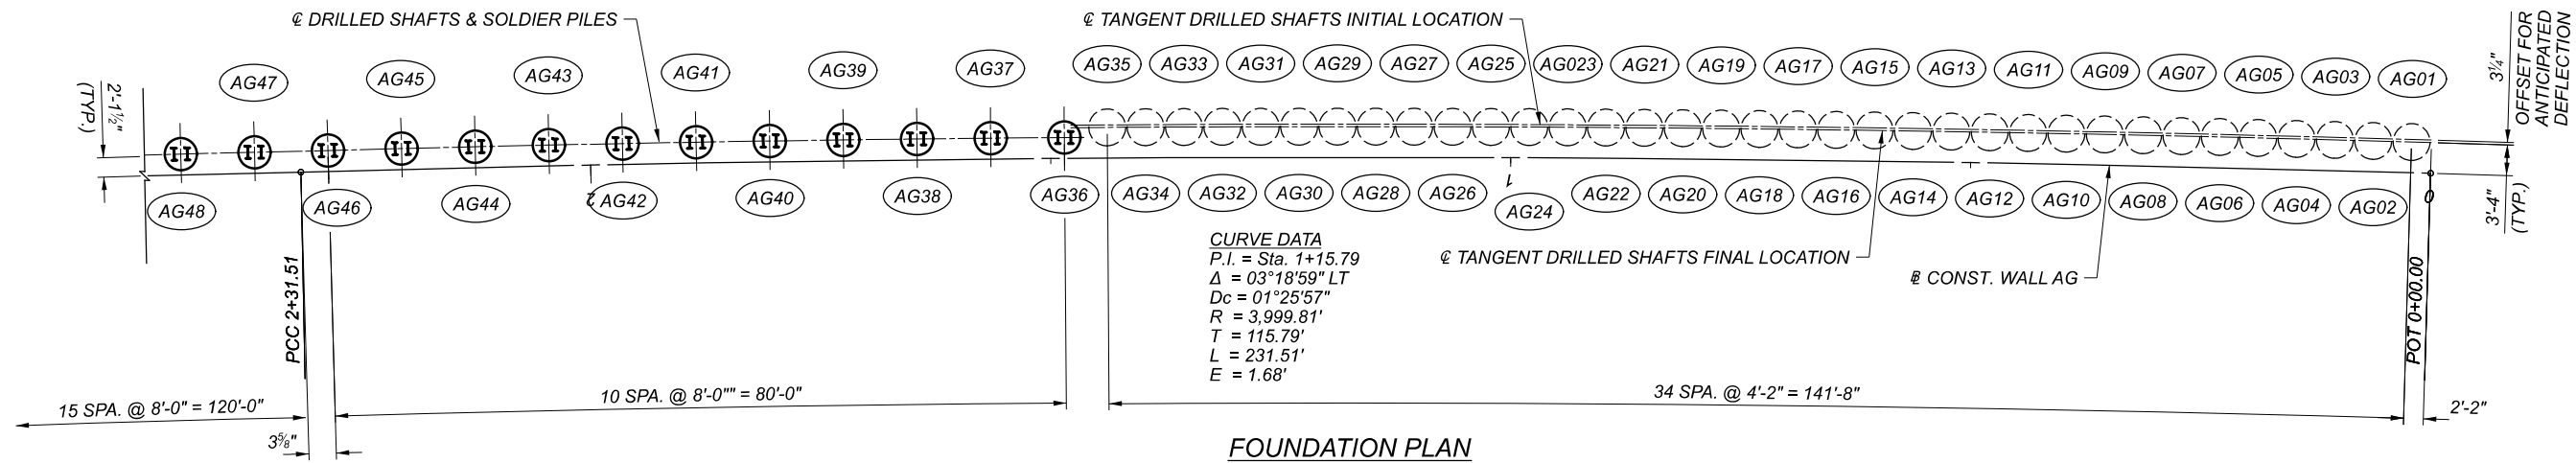 ℄ DRILLED SHAFTS & SOLDIER PILES
℄ TANGENT DRILLED SHAFTS INITIAL LOCATION
3¼"
OFFSET FOR
ANTICIPATED
DEFLECTION
2'-1½"
(TYP.)
AG47
AG45
AG43
AG41
AG39
AG37
AG35
AG33
AG31
AG29
AG27
AG25
AG023
AG21
AG19
AG17
AG15
AG13
AG11
AG09
AG07
AG05
AG03
AG01
AG48
AG46
AG44
2
AG42
AG40
AG38
AG36
AG34
AG32
AG30
AG28
AG26
1
AG24
AG22
AG20
AG18
AG16
AG14
AG12
AG10
AG08
AG06
AG04
AG02
0
3'-4"
(TYP.)
PCC 2+31.51
CURVE DATA
P.I. = Sta. 1+15.79
Δ = 03°18'59" LT
Dc = 01°25'57"
R = 3,999.81'
T = 115.79'
L = 231.51'
E = 1.68'
℄ TANGENT DRILLED SHAFTS FINAL LOCATION
B CONST. WALL AG
POT 0+00.00
15 SPA. @ 8'-0" = 120'-0"
10 SPA. @ 8'-0"" = 80'-0"
34 SPA. @ 4'-2" = 141'-8"
2'-2"
3⅝"
FOUNDATION PLAN